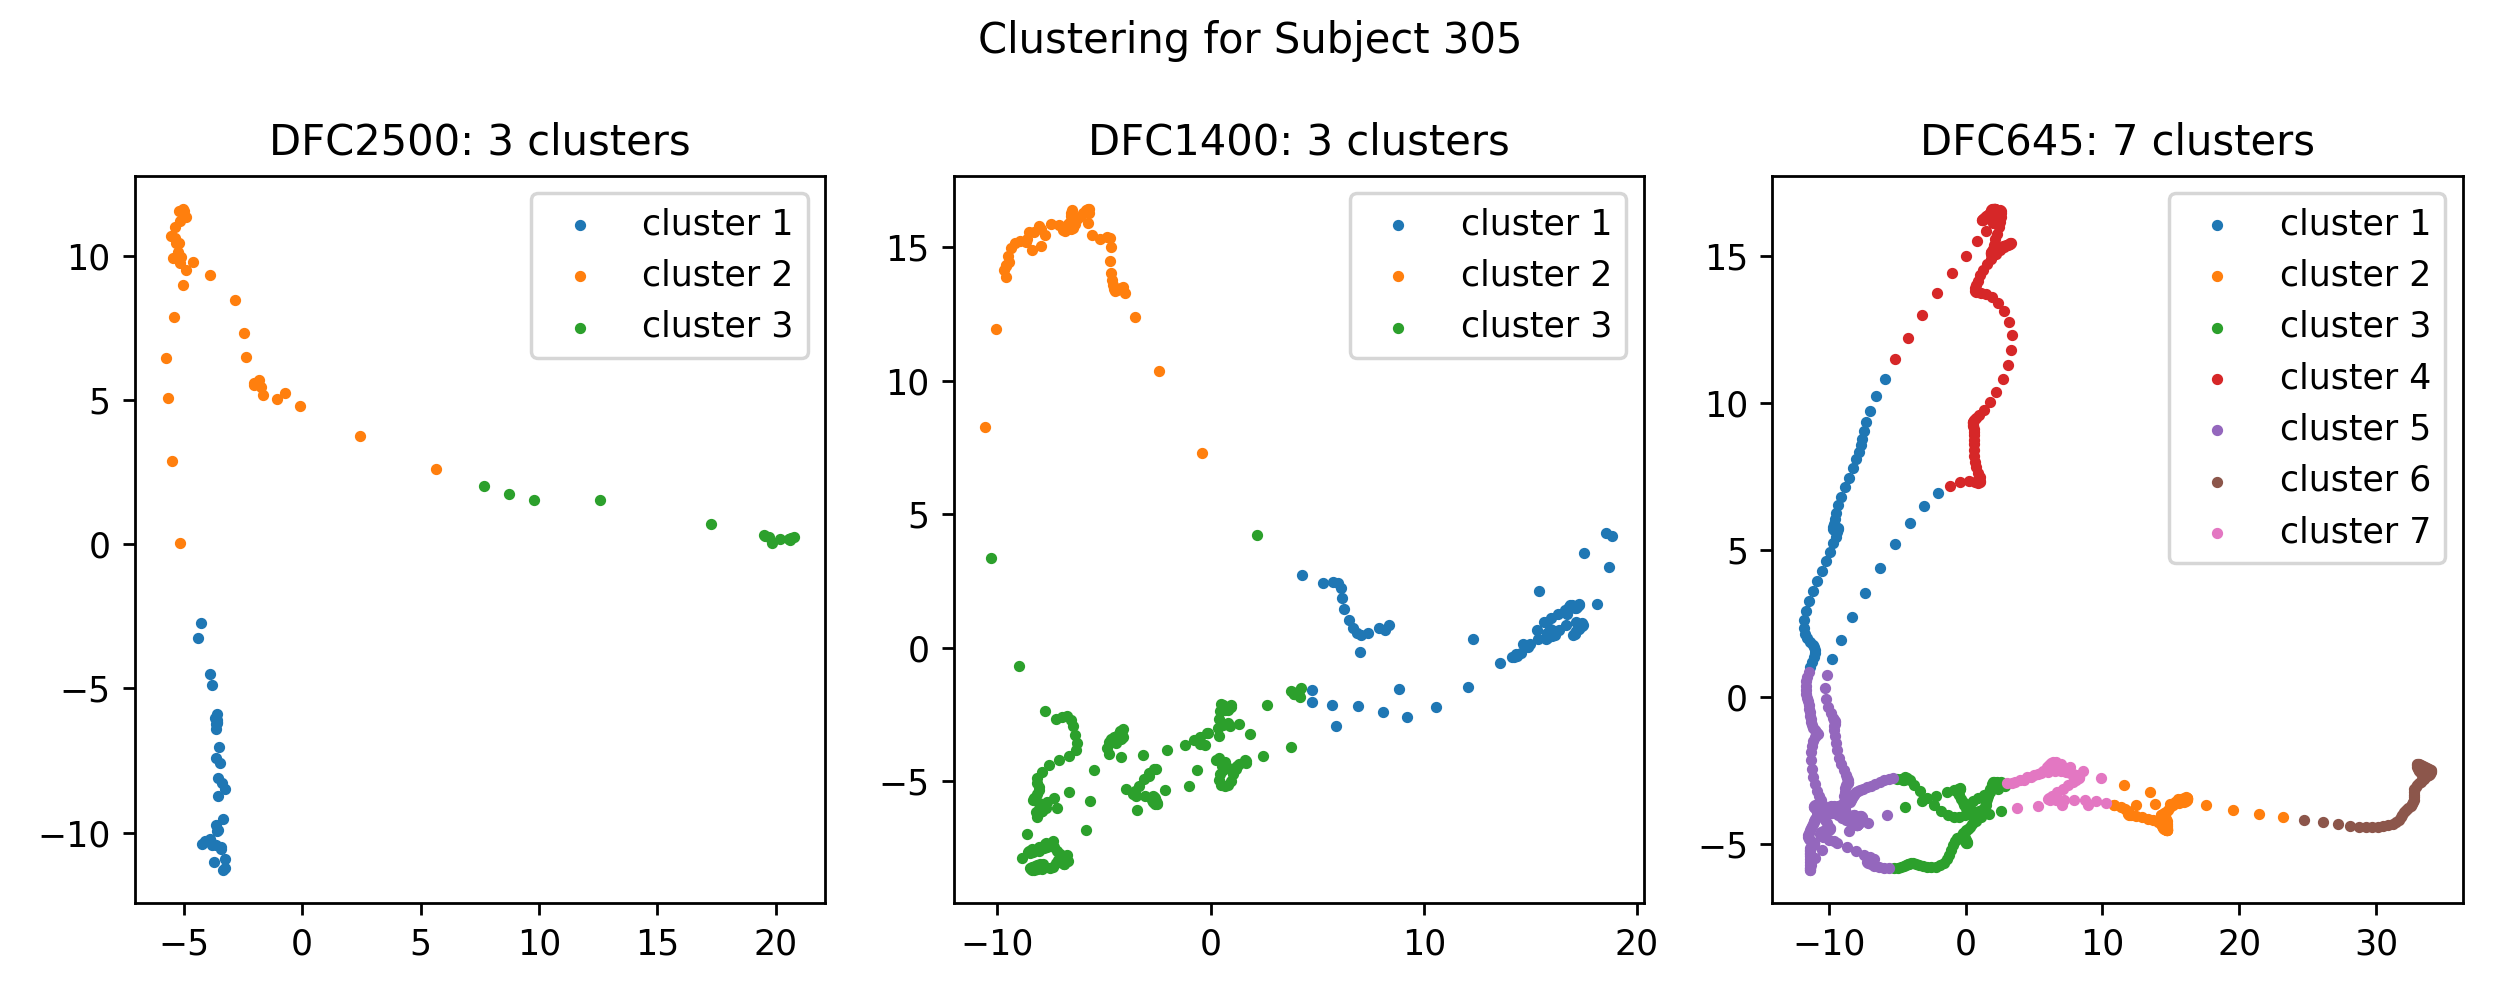 Clustering for Subject 305
DFC2500: 3 clusters
cluster 1
cluster 2
cluster 3
10
5
0
−5
−10
−5
0
5
10
15
20
DFC1400: 3 clusters
cluster 1
cluster 2
cluster 3
15
10
5
0
−5
−10
0
10
20
DFC645: 7 clusters
cluster 1
cluster 2
cluster 3
cluster 4
cluster 5
cluster 6
cluster 7
15
10
5
0
−5
−10
0
10
20
30